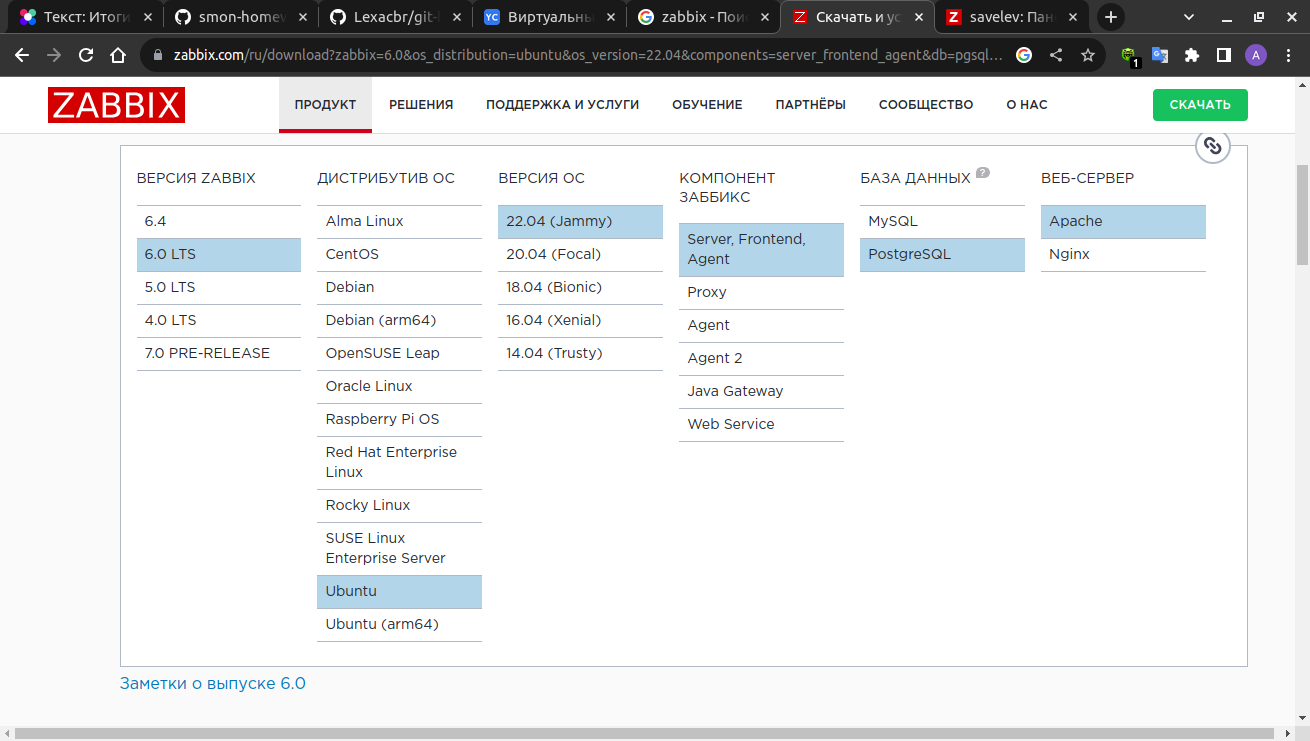 Текст: Итоги
smon-homew
Lexacbr/git-
YC Виртуальны
zabbix - Пои
Z Скачать и ус
Z savelev: Пан
zabbix.com/ru/download?zabbix=6.0&os_distribution=ubuntu&os_version=22.04&components=server_frontend_agent&db=pgsql...
1
A
ZABBIX
ПРОДУКТ
РЕШЕНИЯ
ПОДДЕРЖКА И УСЛУГИ
ОБУЧЕНИЕ
ПАРТНЁРЫ
СООБЩЕСТВО
О НАС
СКАЧАТЬ
ВЕРСИЯ ZABBIX
6.4
6.0 LTS
5.0 LTS
4.0 LTS
7.0 PRE-RELEASE
ДИСТРИБУТИВ ОС
Alma Linux
CentOS
Debian
Debian (arm64)
OpenSUSE Leap
Oracle Linux
Raspberry Pi OS
Red Hat Enterprise
Linux
Rocky Linux
SUSE Linux
Enterprise Server
Ubuntu
Ubuntu (arm64)
ВЕРСИЯ ОС
22.04 (Jammy)
20.04 (Focal)
18.04 (Bionic)
16.04 (Xenial)
14.04 (Trusty)
КОМПОНЕНТ
ЗАББИКС
Server, Frontend,
Agent
Proxy
Agent
Agent 2
Java Gateway
Web Service
БАЗА ДАННЫХ ?
MySQL
PostgreSQL
ВЕБ-СЕРВЕР
Apache
Nginx
Заметки о выпуске 6.0